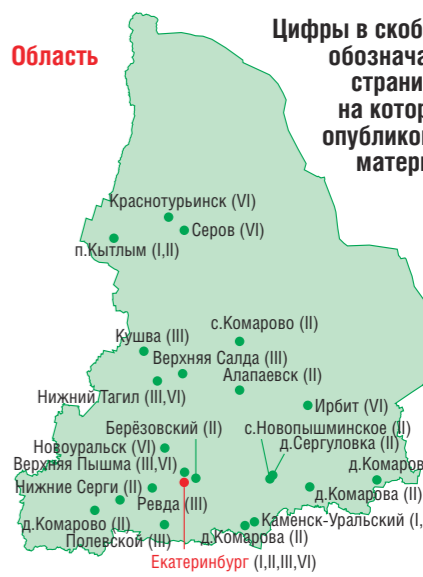 Цифры в скоб
Область
обознача
страни
на котор
опубликов
матери
Краснотурьинск (VI)
Серов (VI)
п.Кытлым (I,II)
с.Комарово (II)
Кушва (III)
Верхняя Салда (III)
Алапаевск (II)
Нижний Тагил (III,VI)
Ирбит (VI)
Берёзовский (II)
с.Новопышминское (II)
д.Сергуловка (II)
Новоуральск (VI)
Верхняя Пышма (III,VI)
д.Комаров
Нижние Серги (II)
д.Комарова (II)
Ревда (III)
д.Комарово (II)
Каменск-Уральский (I,
Полевской (III)
д.Комарова (II)
Екатеринбург (I,II,III,VI)